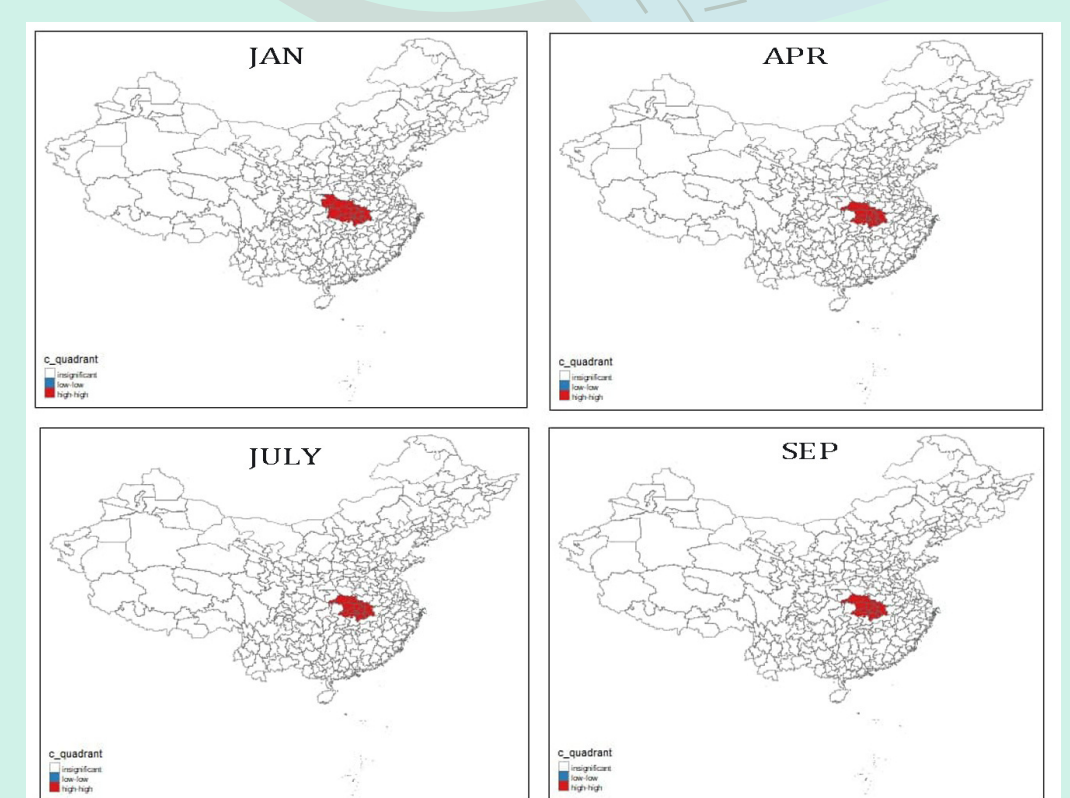 JAN
c_quadrant
insignificant
low-low
high-high
APR
c_quadrant
insignificant
low-low
high-high
JULY
c_quadrant
insignificant
low-low
high-high
SEP
c_quadrant
insignificant
low-low
high-high